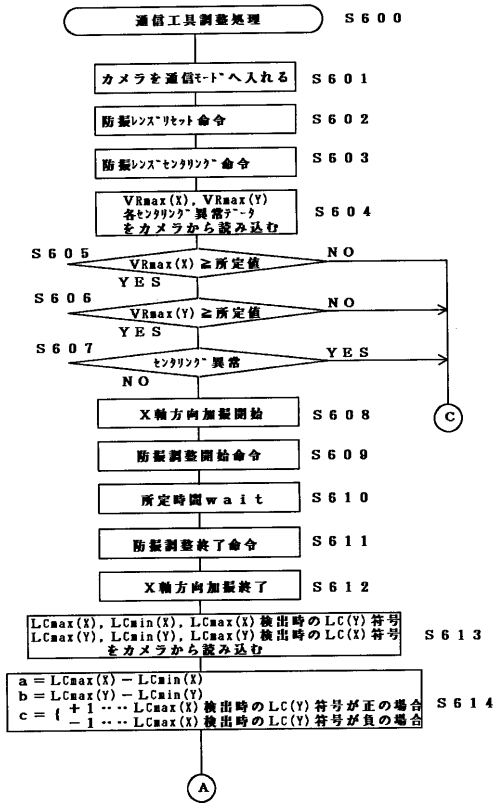 通信工具調整処理 S600
カメラを通信ﾓｰﾄﾞへ入れる S601
防振ﾚﾝｽﾞﾘｾｯﾄ命令 S602
防振ﾚﾝｽﾞｾﾝﾀﾘﾝｸﾞ命令 S603
VRmax(X), VRmax(Y)
各ｾﾝﾀﾘﾝｸﾞ異常ﾃﾞｰﾀ
をカメラから読み込む S604
S605 VRmax(X)≧所定値 NO
YES
S606 VRmax(Y)≧所定値 NO
YES
S607 ｾﾝﾀﾘﾝｸﾞ異常 YES
NO
C
X軸方向加振開始 S608
防振調整開始命令 S609
所定時間wait S610
防振調整終了命令 S611
X軸方向加振終了 S612
LCmax(X), LCmin(X), LCmax(X)検出時のLC(Y)符号
LCmax(Y), LCmin(Y), LCmax(Y)検出時のLC(X)符号
をカメラから読み込む S613
a=LCmax(X)−LCmin(X)
b=LCmax(Y)−LCmin(Y)
c={ +1‥‥LCmax(X)検出時のLC(Y)符号が正の場合
−1‥‥LCmax(X)検出時のLC(Y)符号が負の場合 S614
A